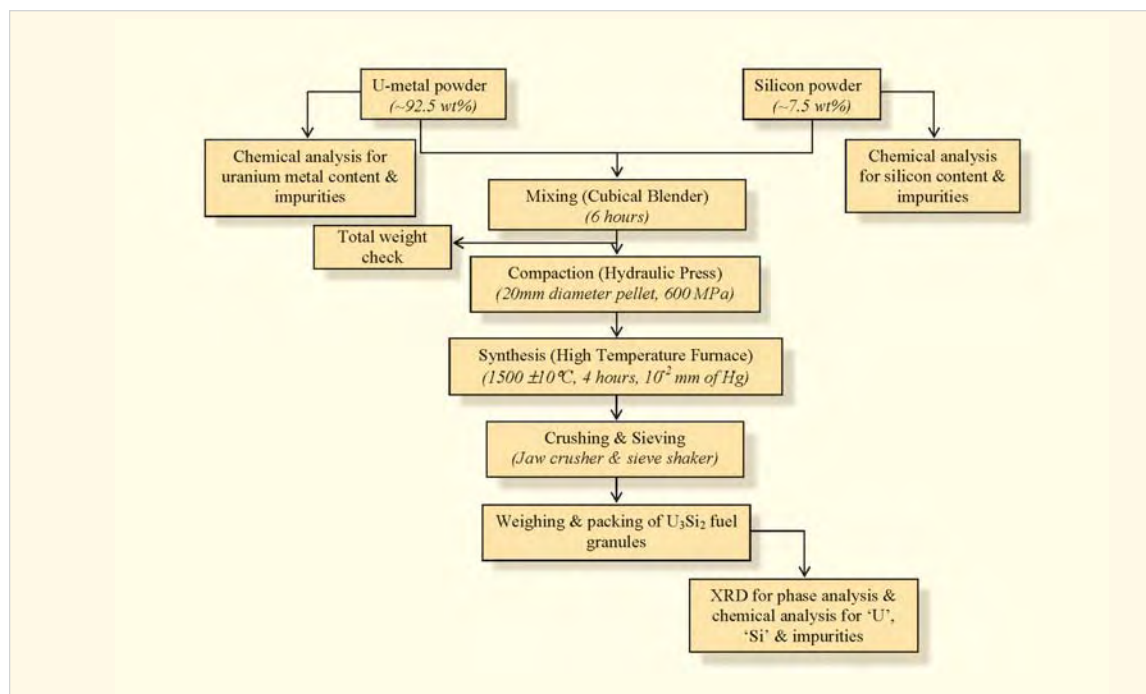 U-metal powder
(~92.5 wt%)
Silicon powder
(~7.5 wt%)
Chemical analysis for
uranium metal content &
impurities
Chemical analysis
for silicon content &
impurities
Mixing (Cubical Blender)
(6 hours)
Total weight
check
Compaction (Hydraulic Press)
(20mm diameter pellet, 600 MPa)
Synthesis (High Temperature Furnace)
(1500 ±10℃, 4 hours, 10⁻² mm of Hg)
Crushing & Sieving
(Jaw crusher & sieve shaker)
Weighing & packing of U₃Si₂ fuel
granules
XRD for phase analysis &
chemical analysis for ‘U’,
‘Si’ & impurities